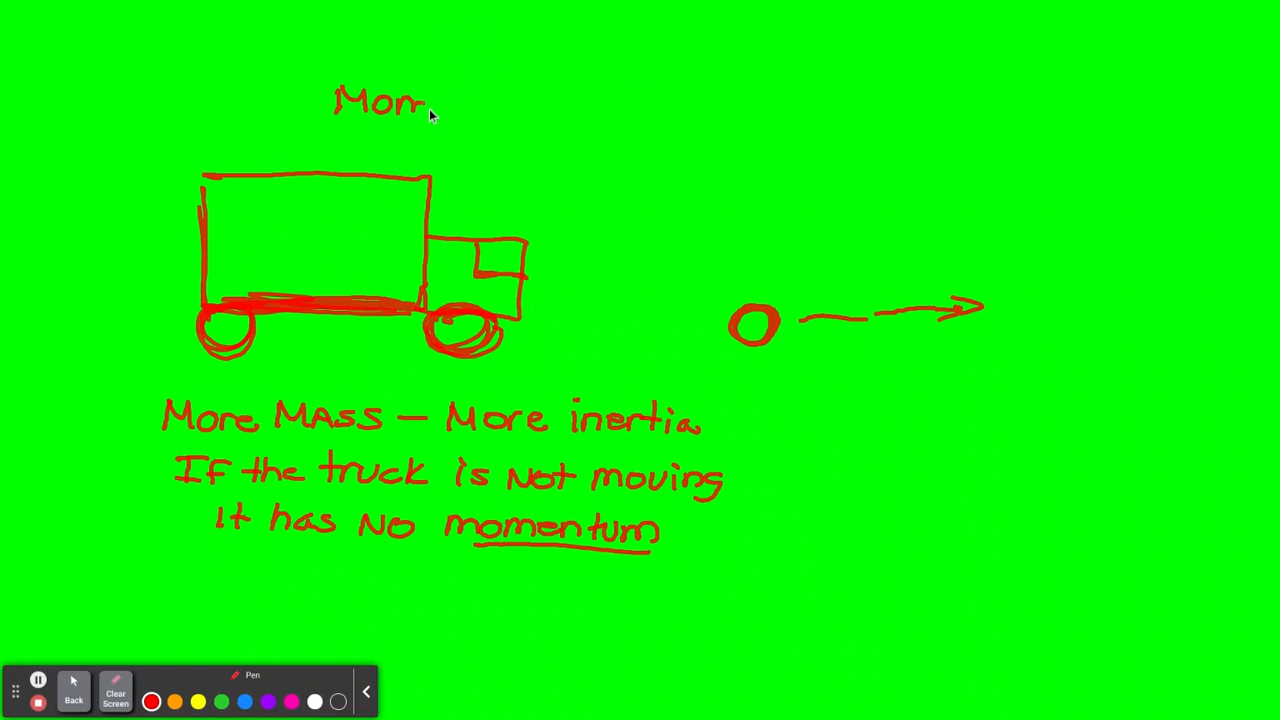 Mom
More MASS – More inertia
If the truck is Not moving
it has No momentum
Pen
Back
Clear
Screen